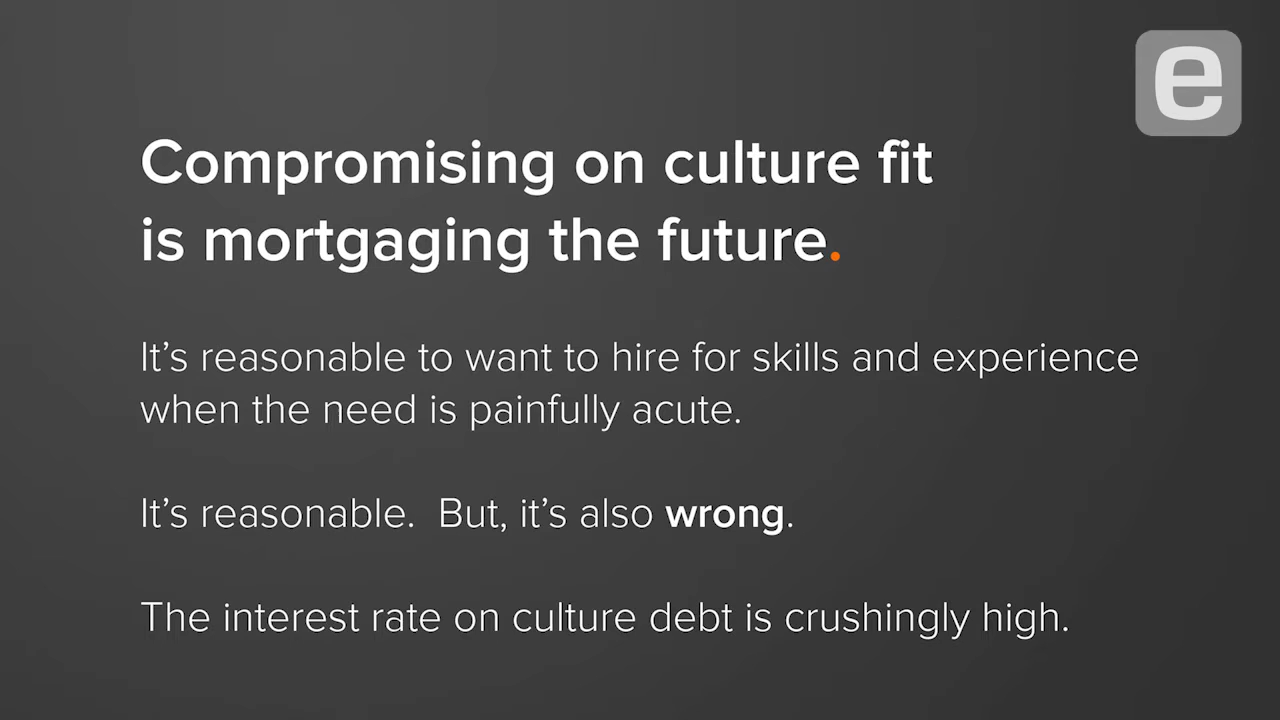 e
Compromising on culture fit
is mortgaging the future.
It’s reasonable to want to hire for skills and experience
when the need is painfully acute.
It’s reasonable.  But, it’s also wrong.
The interest rate on culture debt is crushingly high.